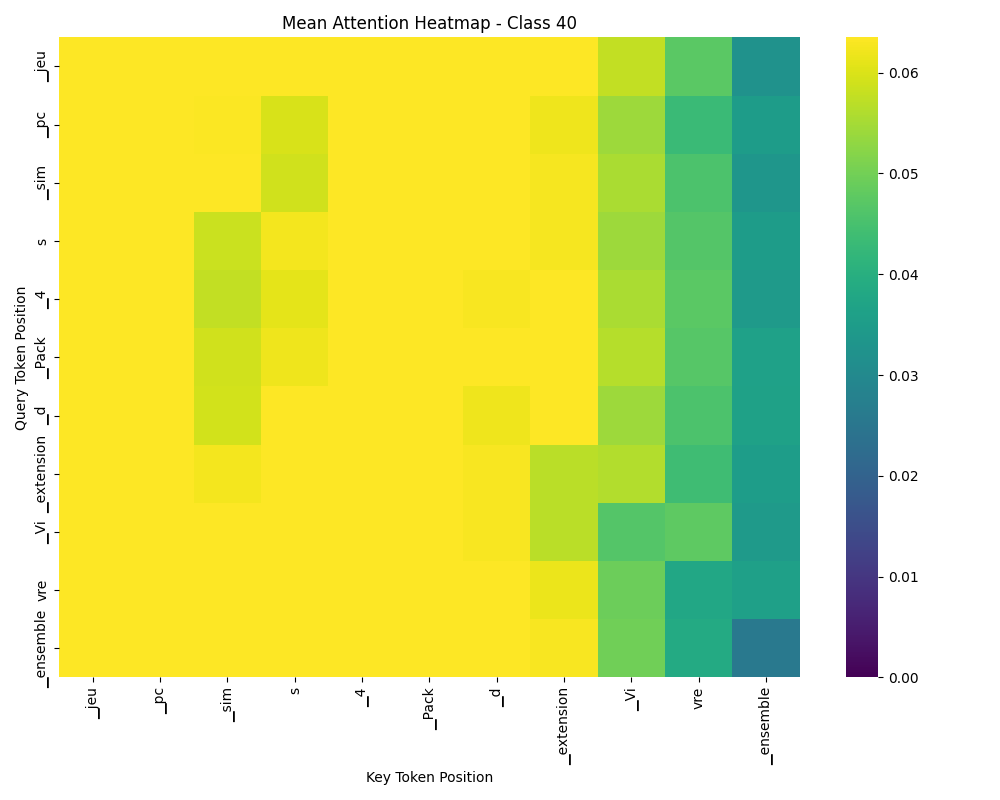 Mean Attention Heatmap - Class 40
Query Token Position
▁jeu
▁pc
▁sim
s
▁4
▁Pack
▁d
▁extension
▁Vi
vre
▁ensemble
▁jeu
▁pc
▁sim
s
▁4
▁Pack
▁d
▁extension
▁Vi
vre
▁ensemble
Key Token Position
0.06
0.05
0.04
0.03
0.02
0.01
0.00